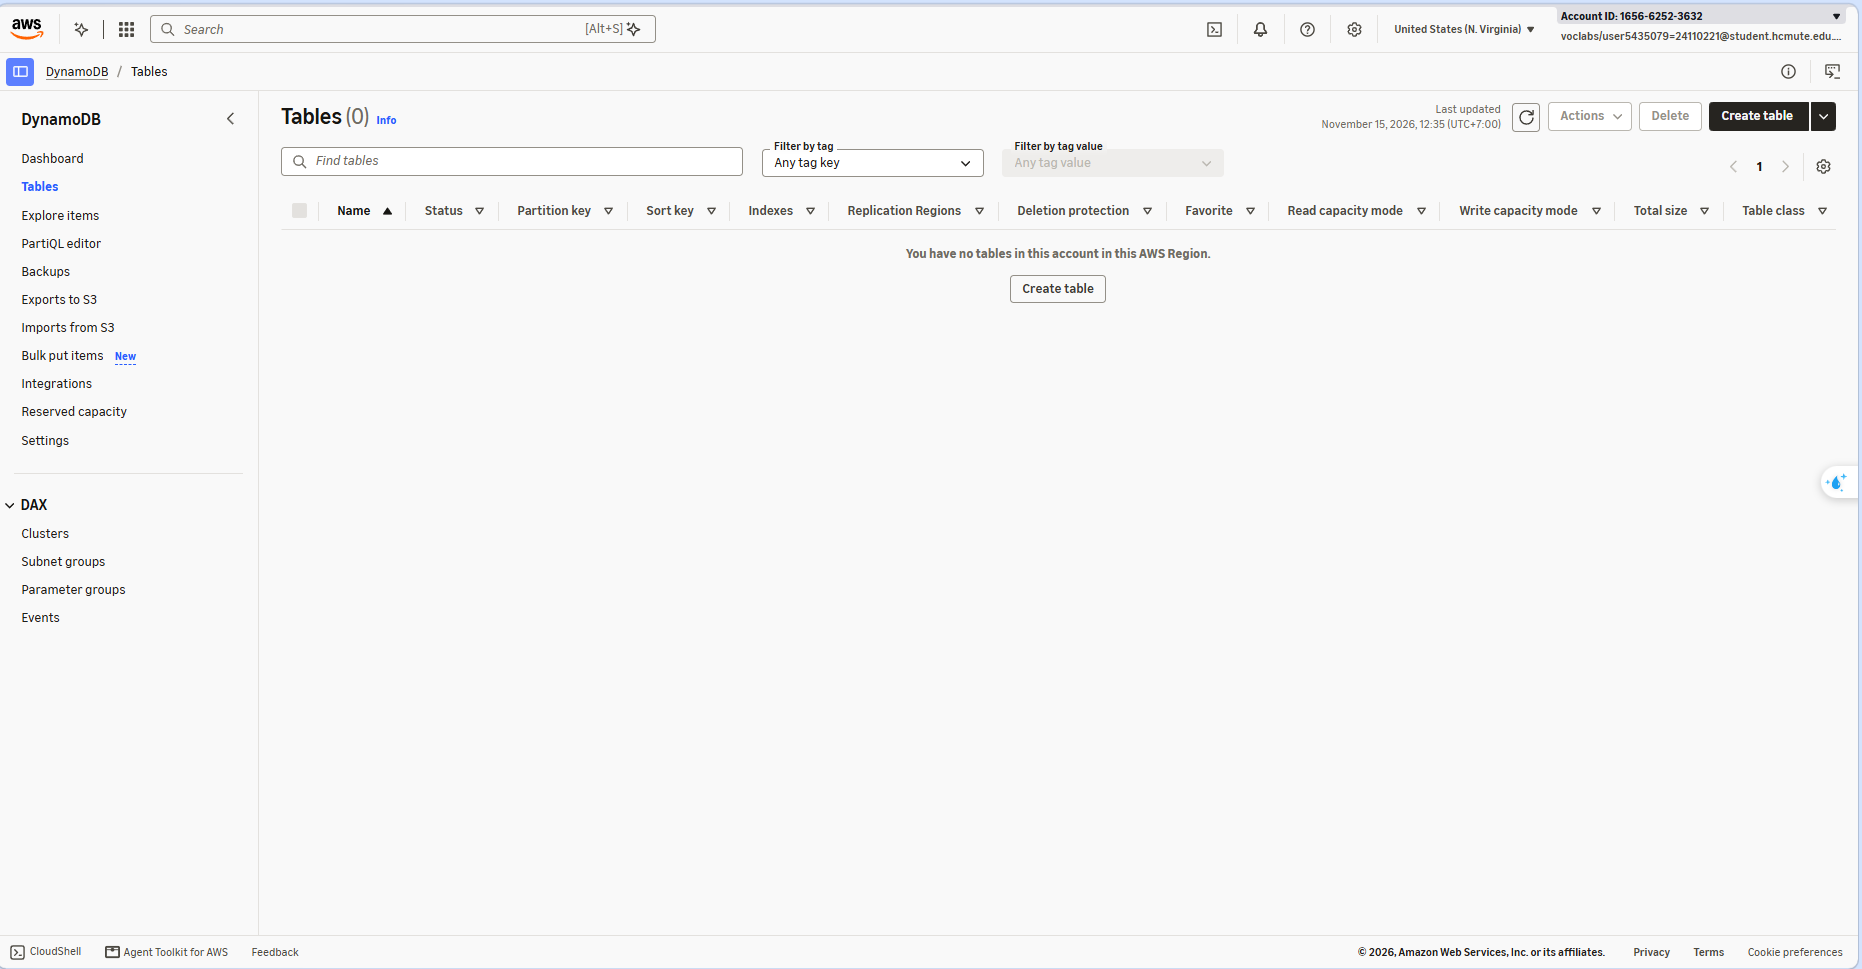 aws
Search [Alt+S]
United States (N. Virginia)
Account ID: 1656-6252-3632
voclabs/user5435079=24110221@student.hcmute.edu....
DynamoDB / Tables
DynamoDB
Dashboard
Tables
Explore items
PartiQL editor
Backups
Exports to S3
Imports from S3
Bulk put items New
Integrations
Reserved capacity
Settings
DAX
Clusters
Subnet groups
Parameter groups
Events
Tables (0) Info
Last updated
November 15, 2026, 12:35 (UTC+7:00)
Actions
Delete
Create table
Find tables
Filter by tag
Any tag key
Filter by tag value
Any tag value
1
Name Status Partition key Sort key Indexes Replication Regions Deletion protection Favorite Read capacity mode Write capacity mode Total size Table class
You have no tables in this account in this AWS Region.
Create table
CloudShell Agent Toolkit for AWS Feedback
© 2026, Amazon Web Services, Inc. or its affiliates. Privacy Terms Cookie preferences